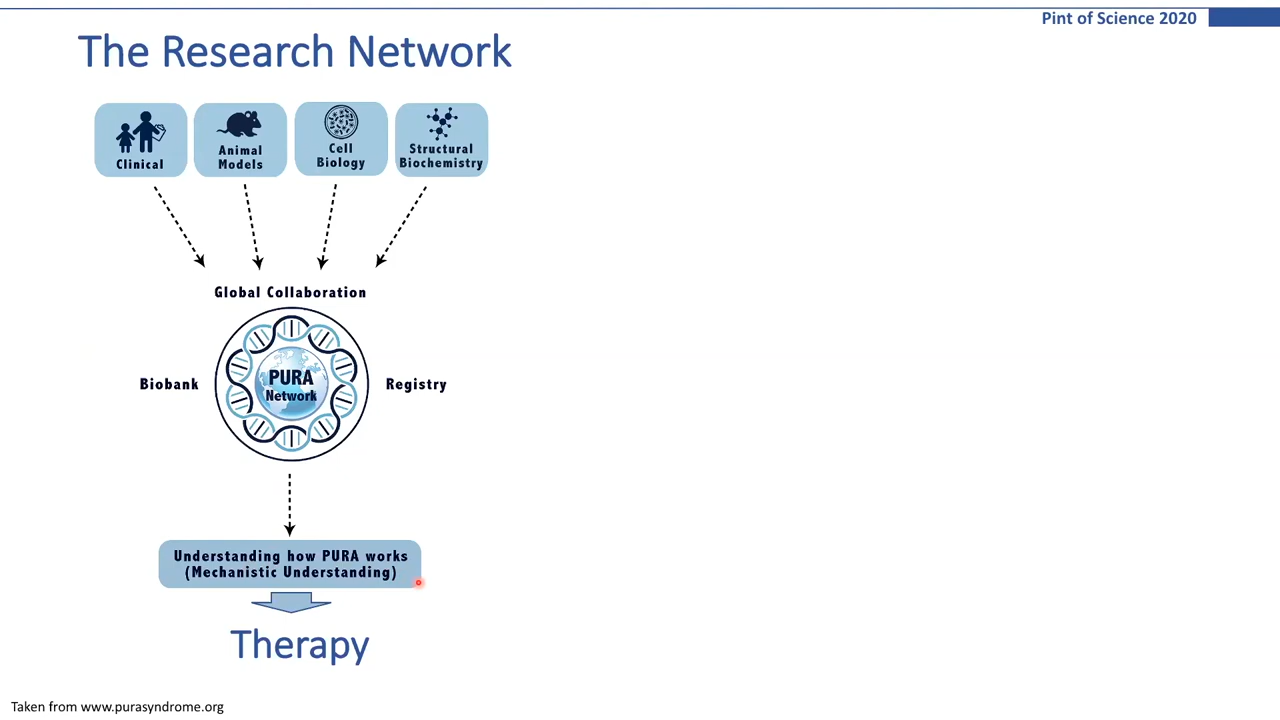 Pint of Science 2020
The Research Network
Clinical
Animal
Models
Cell
Biology
Structural
Biochemistry
Global Collaboration
Biobank
PURA
Network
Registry
Understanding how PURA works
(Mechanistic Understanding)
Therapy
Taken from www.purasyndrome.org